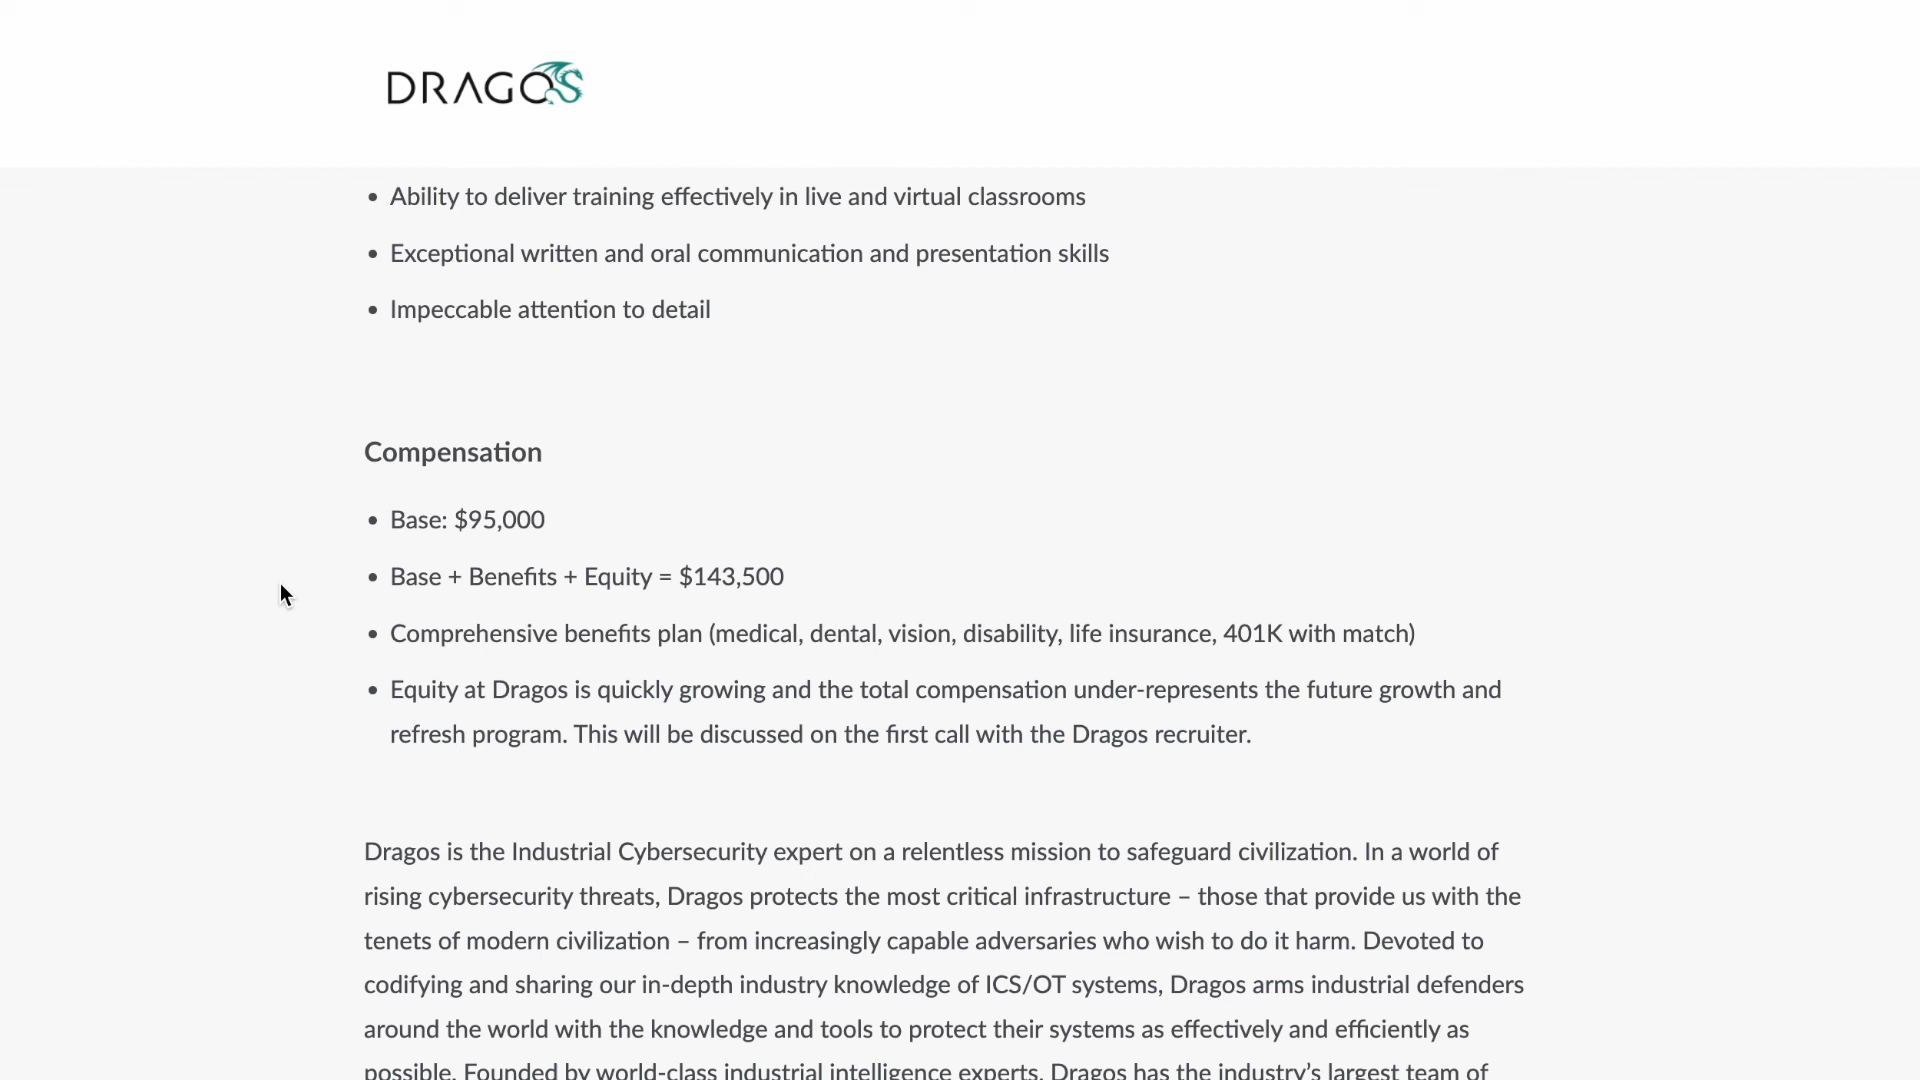 DRAGOS
• Ability to deliver training effectively in live and virtual classrooms
• Exceptional written and oral communication and presentation skills
• Impeccable attention to detail
Compensation
• Base: $95,000
• Base + Benefits + Equity = $143,500
• Comprehensive benefits plan (medical, dental, vision, disability, life insurance, 401K with match)
• Equity at Dragos is quickly growing and the total compensation under-represents the future growth and
refresh program. This will be discussed on the first call with the Dragos recruiter.
Dragos is the Industrial Cybersecurity expert on a relentless mission to safeguard civilization. In a world of
rising cybersecurity threats, Dragos protects the most critical infrastructure – those that provide us with the
tenets of modern civilization – from increasingly capable adversaries who wish to do it harm. Devoted to
codifying and sharing our in-depth industry knowledge of ICS/OT systems, Dragos arms industrial defenders
around the world with the knowledge and tools to protect their systems as effectively and efficiently as
possible. Founded by world-class industrial intelligence experts, Dragos has the industry’s largest team of